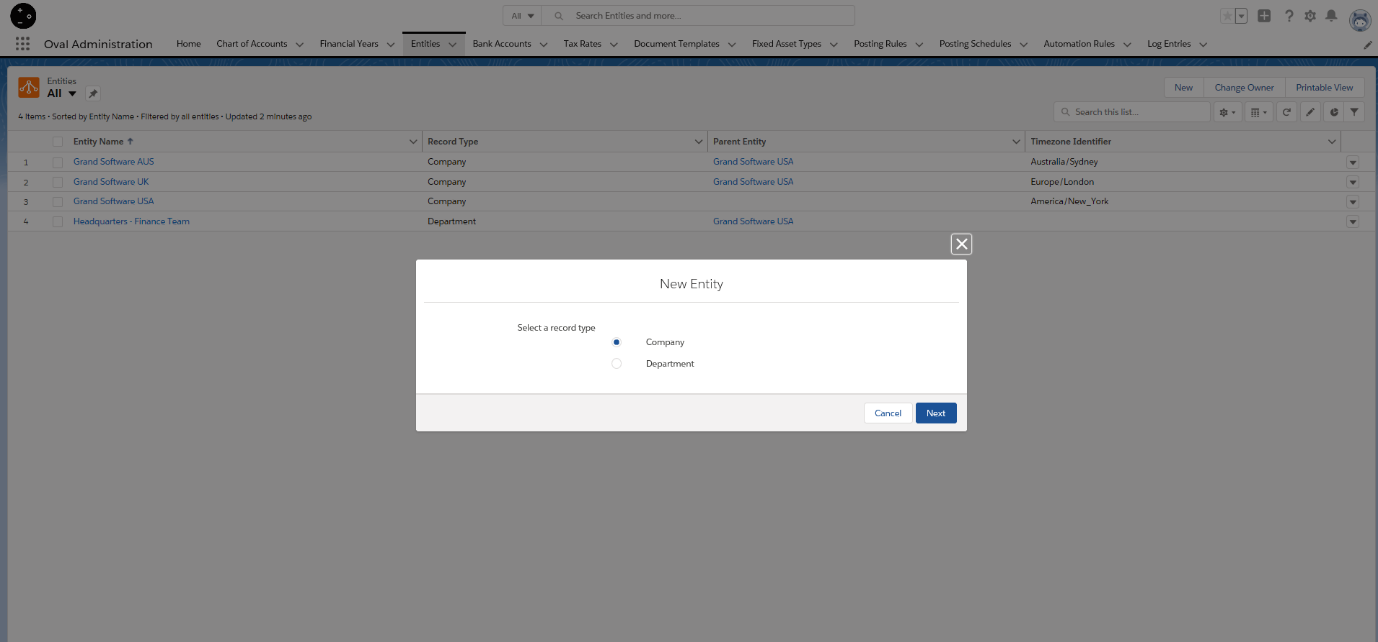 All
Search Entities and more...
Oval Administration
Home
Chart of Accounts
Financial Years
Entities
Bank Accounts
Tax Rates
Document Templates
Fixed Asset Types
Posting Rules
Posting Schedules
Automation Rules
Log Entries
Entities
All
New
Change Owner
Printable View
4 items • Sorted by Entity Name • Filtered by all entities • Updated 2 minutes ago
Search this list...
Entity Name
Record Type
Parent Entity
Timezone Identifier
1 Grand Software AUS Company Grand Software USA Australia/Sydney
2 Grand Software UK Company Grand Software USA Europe/London
3 Grand Software USA Company America/New_York
4 Headquarters - Finance Team Department Grand Software USA
New Entity
Select a record type
Company
Department
Cancel
Next